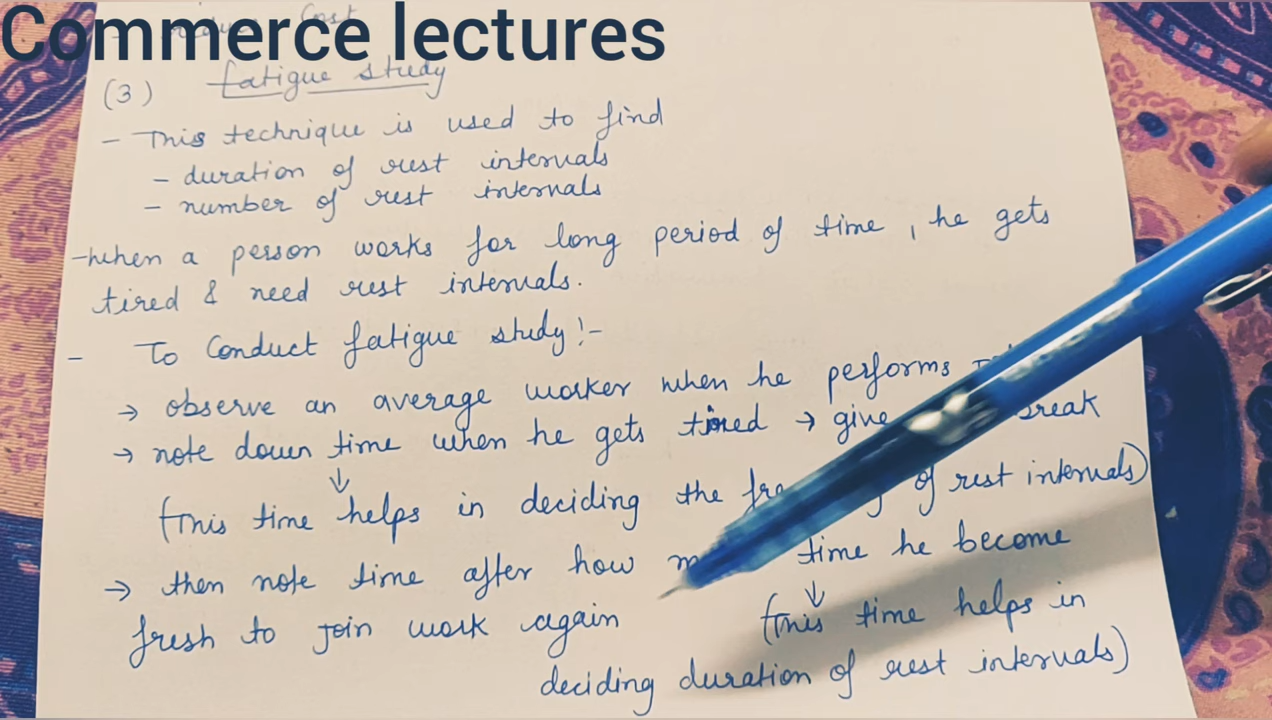 Commerce lectures
Cost
(3) fatigue study
- This technique is used to find
- duration of rest intervals
- number of rest intervals
- when a person works for long period of time, he gets
tired & need rest intervals.
- To Conduct fatigue study:-
→ observe an average worker when he performs
→ note down time when he gets tired → give break
↓
(This time helps in deciding the of rest intervals)
→ then note time after how time he become
fresh to join work again
↓
(This time helps in
deciding duration of rest intervals)